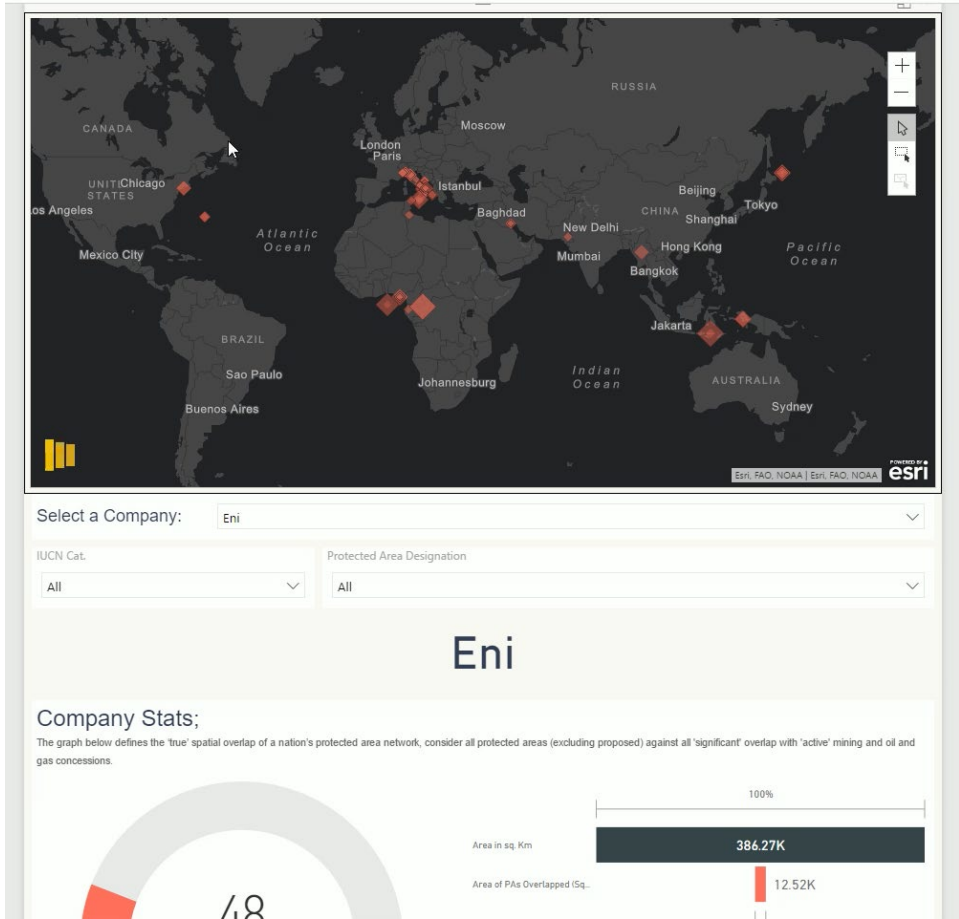 RUSSIA
CANADA
Moscow
London
Paris
UNIT Chicago
STATES
Istanbul
Beijing
os Angeles
Baghdad
CHINA
Tokyo
Shanghai
Atlantic
Ocean
New Delhi
Mexico City
Mumbai
Hong Kong
Pacific
Ocean
Bangkok
Jakarta
BRAZIL
Sao Paulo
Indian
Ocean
Johannesburg
AUSTRALIA
Buenos Aires
Sydney
POWERED BY
esri
Esri, FAO, NOAA | Esri, FAO, NOAA
Select a Company:
Eni
IUCN Cat.
Protected Area Designation
All
All
Eni
Company Stats;
The graph below defines the 'true' spatial overlap of a nation's protected area network, consider all protected areas (excluding proposed) against all 'significant' overlap with 'active' mining and oil and
gas concessions.
100%
Area in sq. Km
386.27K
Area of PAs Overlapped (Sq...
12.52K
48